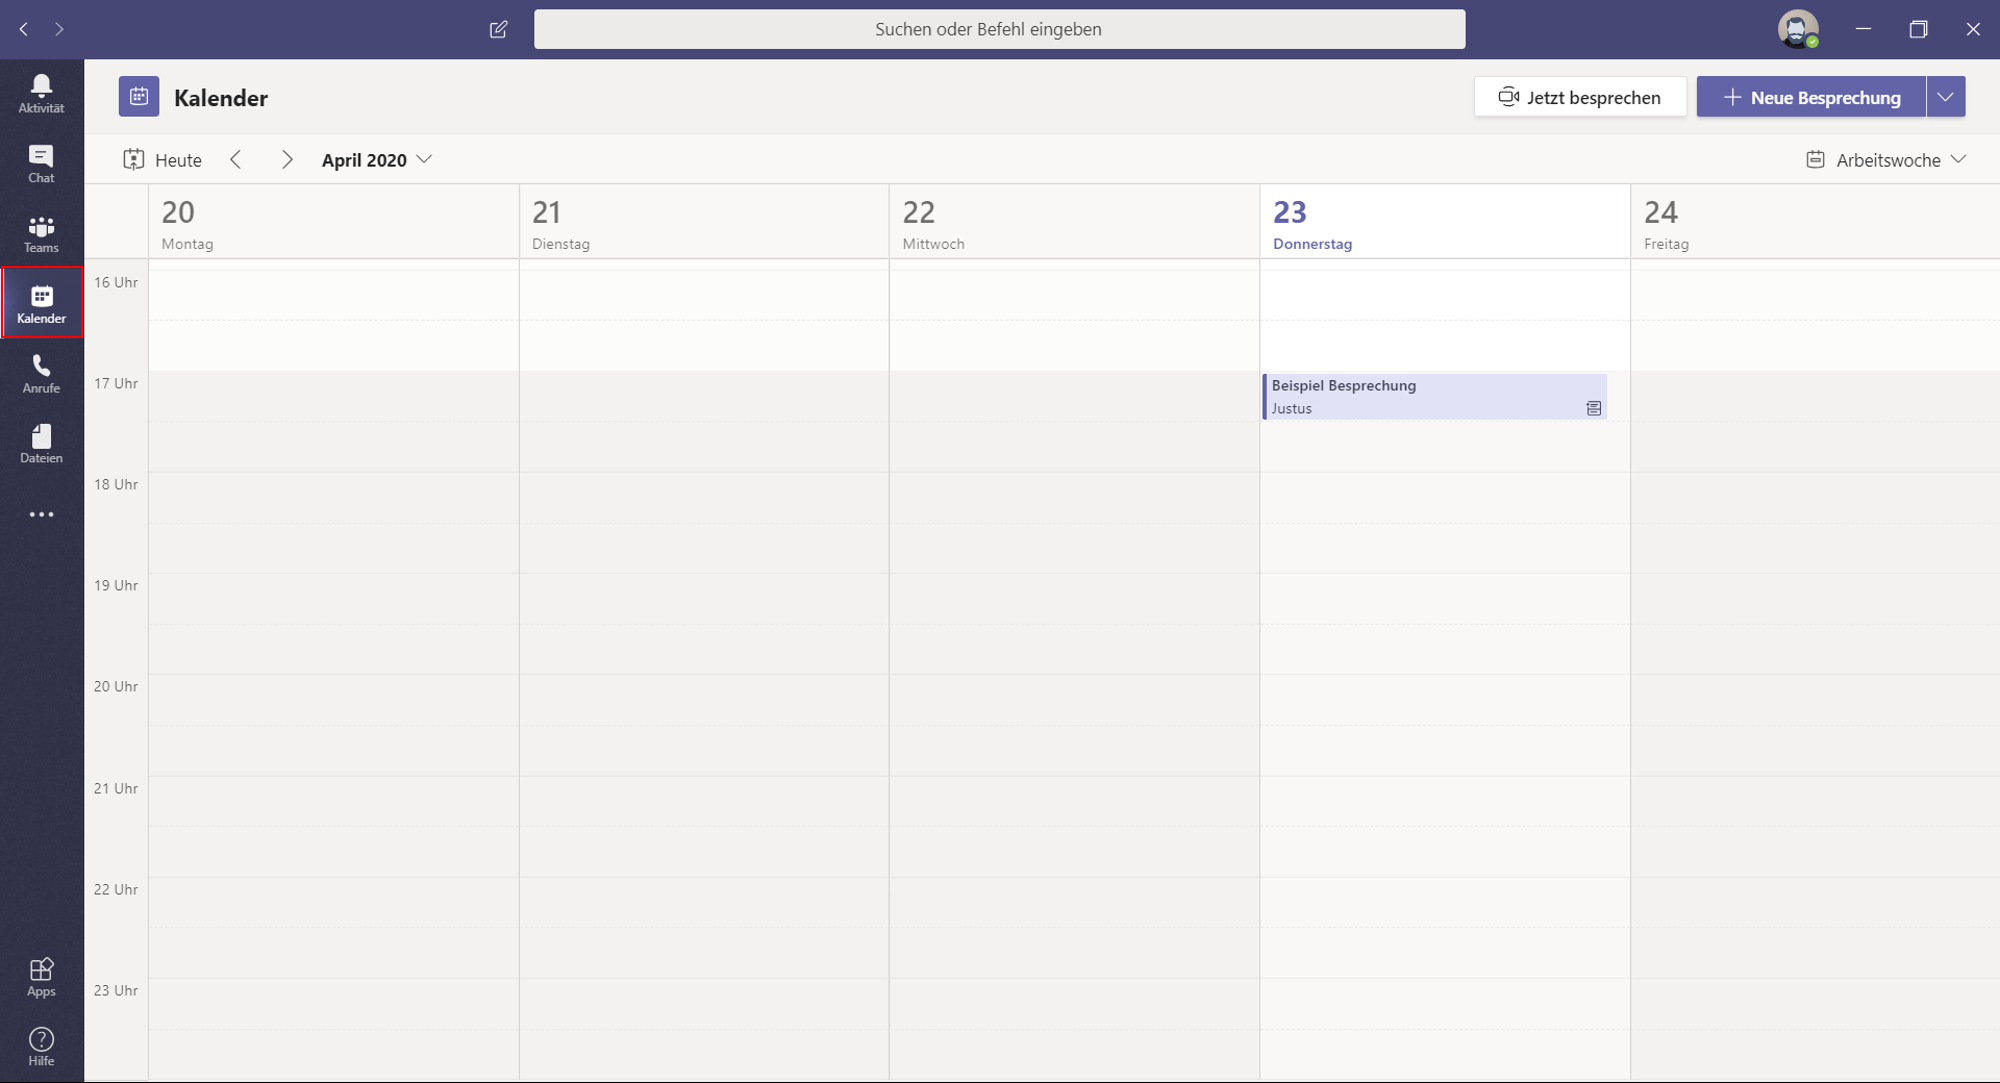 Suchen oder Befehl eingeben
Aktivität
Chat
Teams
Kalender
Anrufe
Dateien
Apps
Hilfe
Kalender
Jetzt besprechen
Neue Besprechung
Heute
April 2020
Arbeitswoche
20
Montag
21
Dienstag
22
Mittwoch
23
Donnerstag
24
Freitag
16 Uhr
17 Uhr
Beispiel Besprechung
Justus
18 Uhr
19 Uhr
20 Uhr
21 Uhr
22 Uhr
23 Uhr